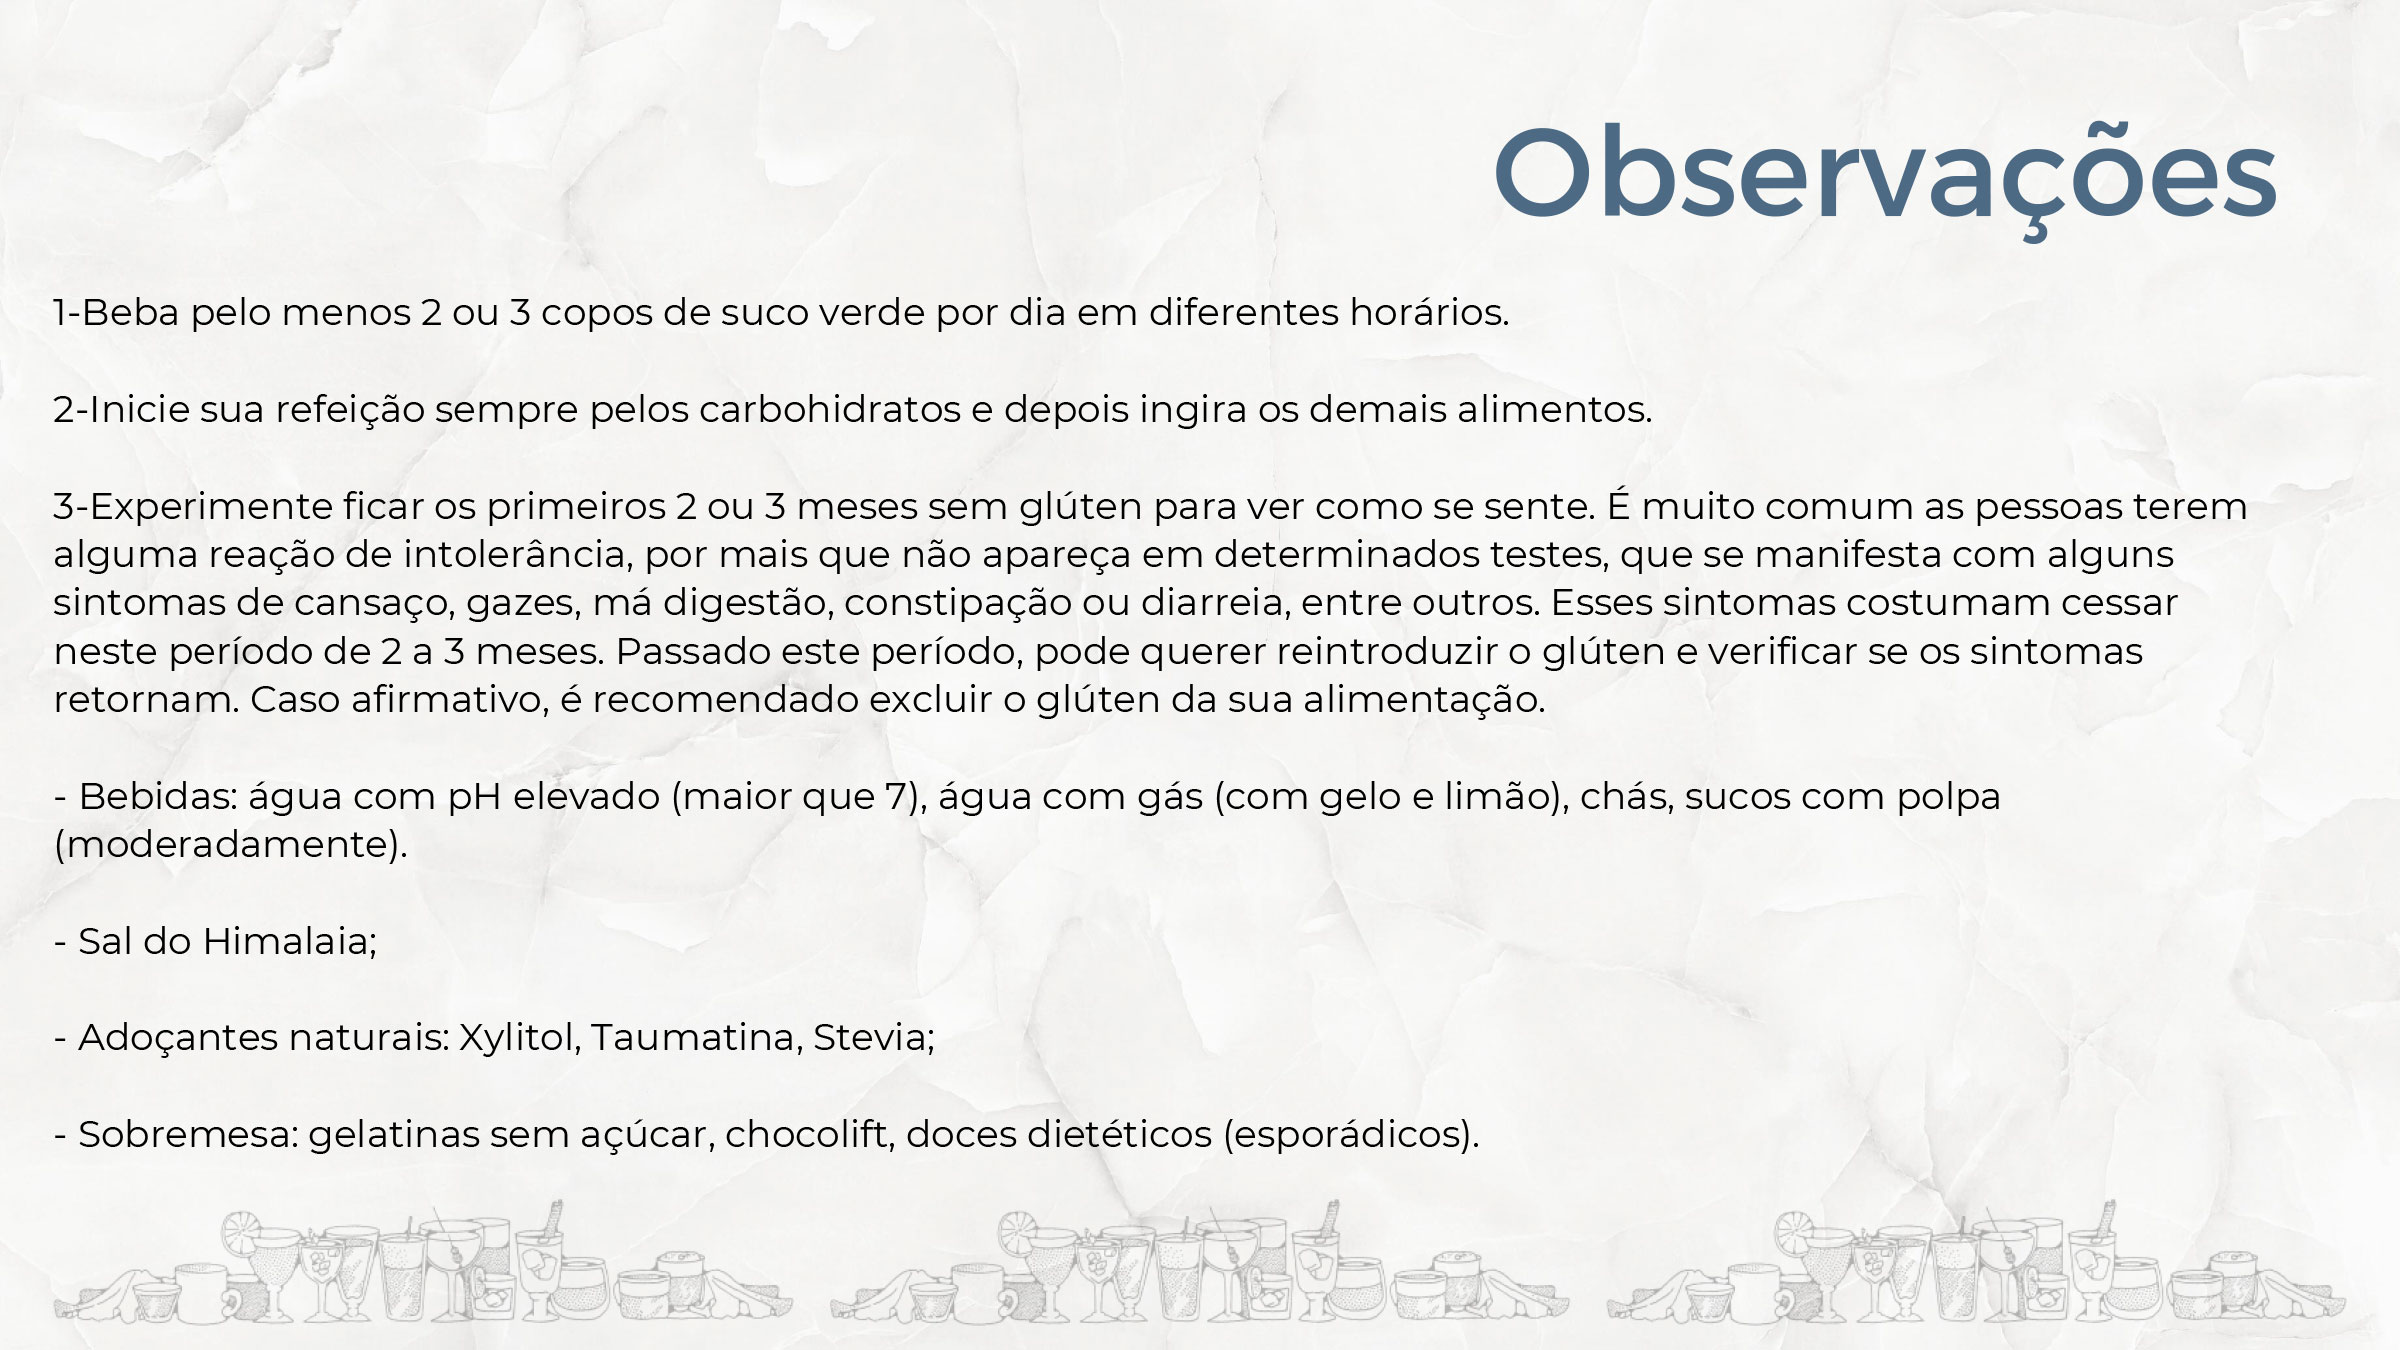 Observações
1-Beba pelo menos 2 ou 3 copos de suco verde por dia em diferentes horários.
2-Inicie sua refeição sempre pelos carbohidratos e depois ingira os demais alimentos.
3-Experimente ficar os primeiros 2 ou 3 meses sem glúten para ver como se sente. É muito comum as pessoas terem
alguma reação de intolerância, por mais que não apareça em determinados testes, que se manifesta com alguns
sintomas de cansaço, gazes, má digestão, constipação ou diarreia, entre outros. Esses sintomas costumam cessar
neste período de 2 a 3 meses. Passado este período, pode querer reintroduzir o glúten e verificar se os sintomas
retornam. Caso afirmativo, é recomendado excluir o glúten da sua alimentação.
- Bebidas: água com pH elevado (maior que 7), água com gás (com gelo e limão), chás, sucos com polpa
(moderadamente).
- Sal do Himalaia;
- Adoçantes naturais: Xylitol, Taumatina, Stevia;
- Sobremesa: gelatinas sem açúcar, chocolift, doces dietéticos (esporádicos).